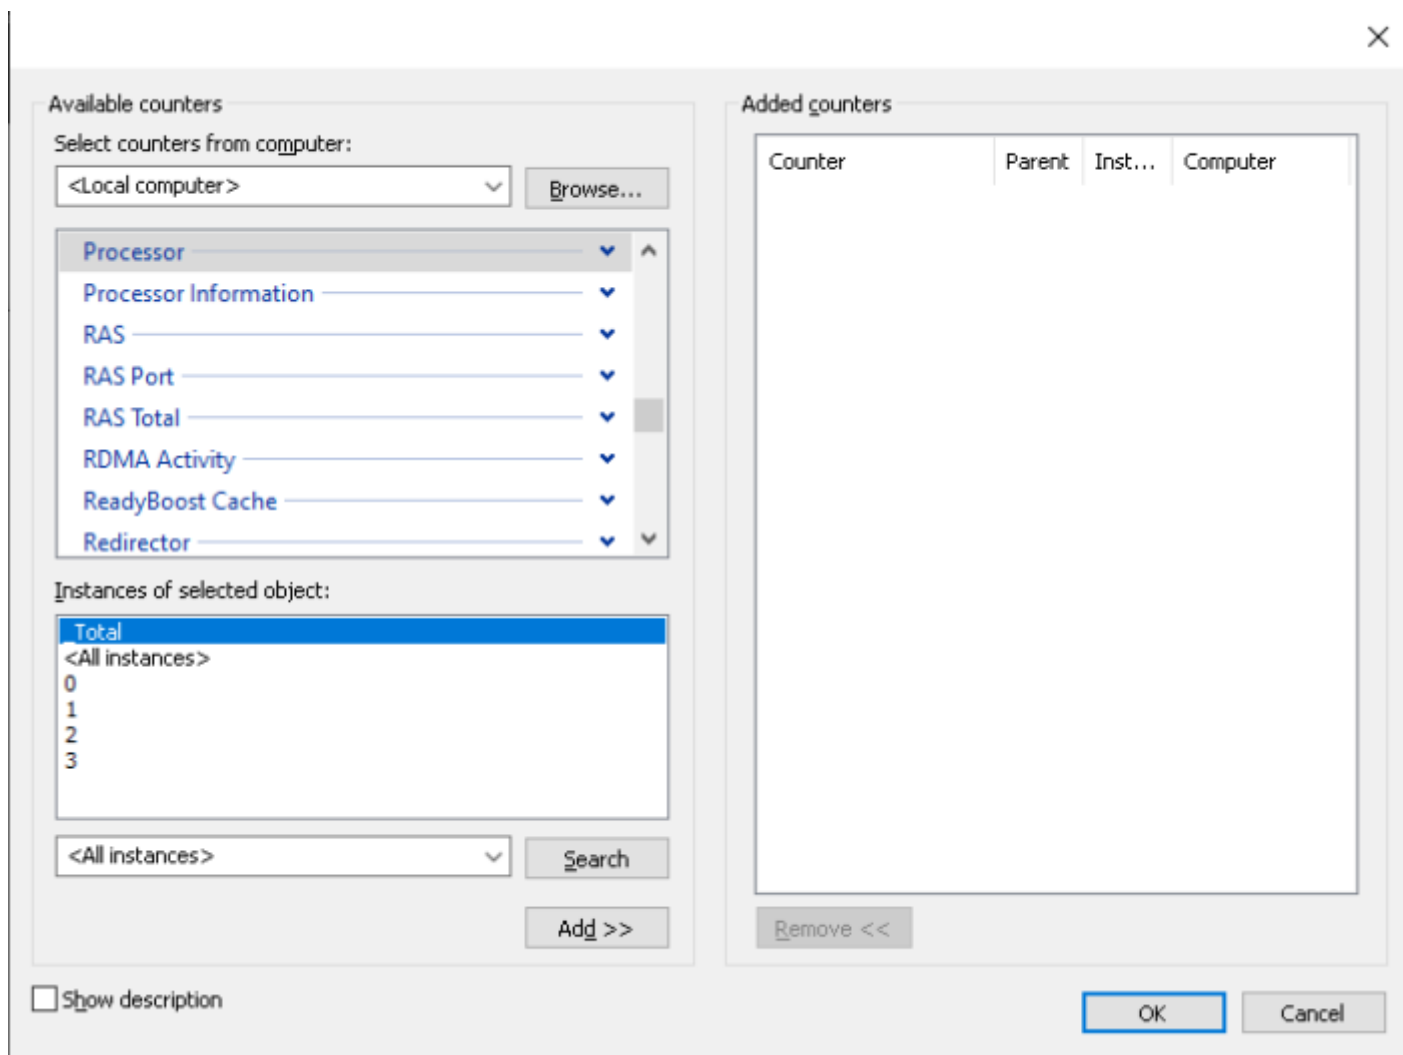 Available counters
Select counters from computer:
<Local computer>
Browse...
Processor
Processor Information
RAS
RAS Port
RAS Total
RDMA Activity
ReadyBoost Cache
Redirector
Instances of selected object:
_Total
<All instances>
0
1
2
3
<All instances>
Search
Add >>
Show description
Added counters
Counter Parent Inst... Computer
Remove <<
OK Cancel